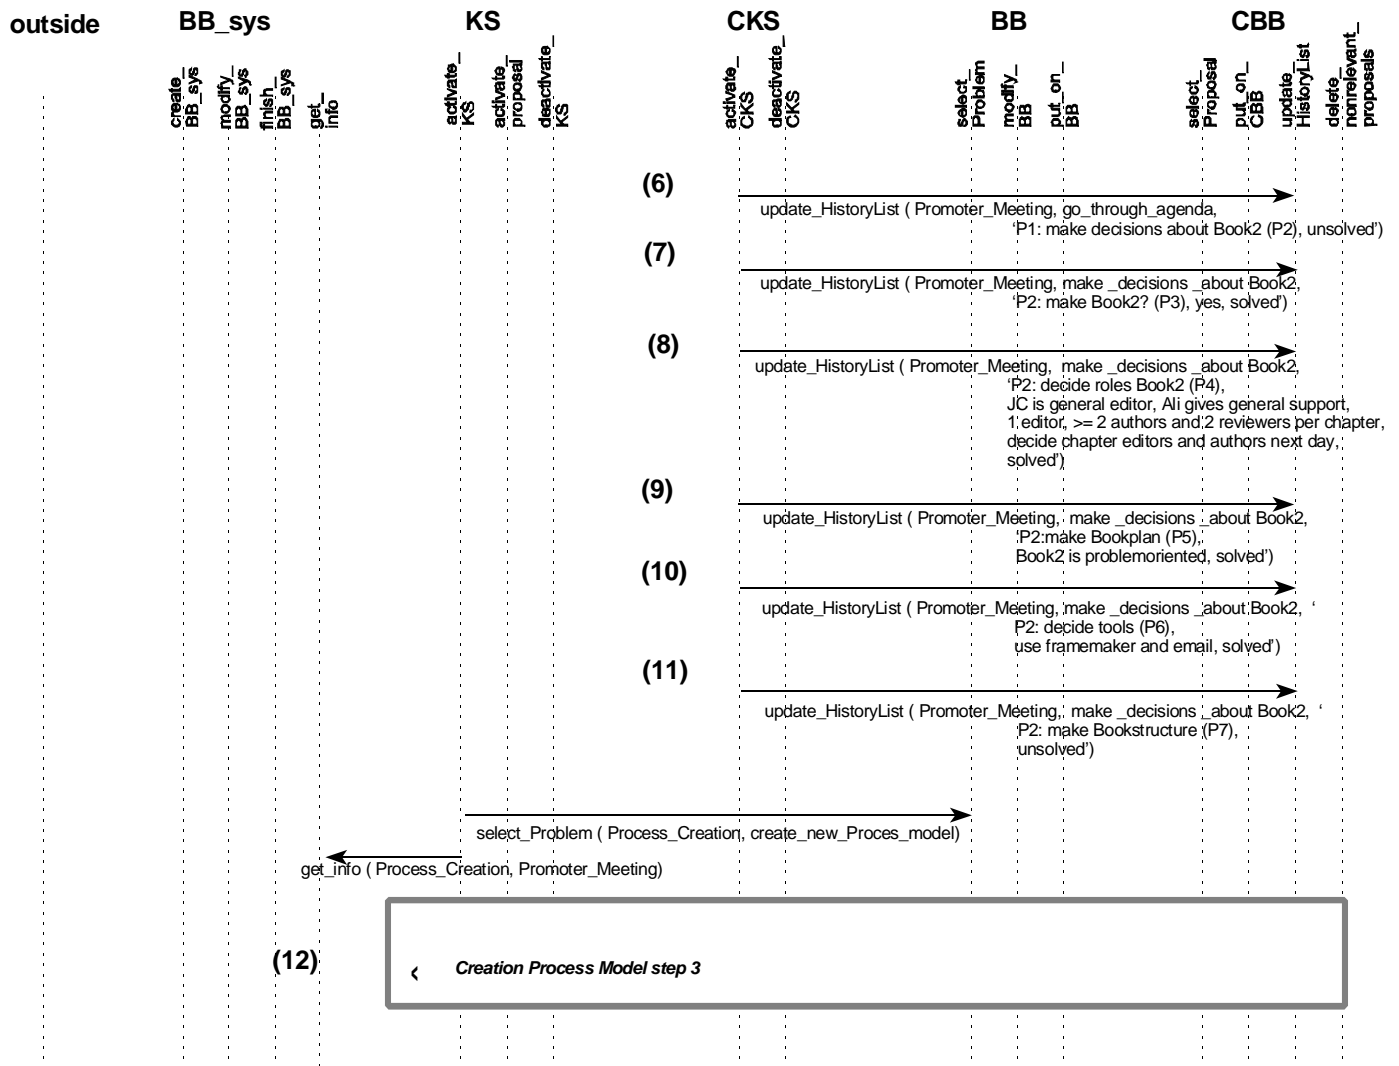 outside BB_sys KS CKS BB CBB
create_
BB_sys
modify_
BB_sys
finish_
BB_sys
get_
info
activate_
KS
activate_
proposal
deactivate_
KS
activate_
CKS
deactivate_
CKS
select_
Problem
modify_
BB
put_on_
BB
select_
Proposal
put_on_
CBB
update_
HistoryList
delete_
nonrelevant_
proposals
(6)
update_HistoryList ( Promoter_Meeting, go_through_agenda,
‘P1: make decisions about Book2 (P2), unsolved’)
(7)
update_HistoryList ( Promoter_Meeting, make _decisions _about Book2,
‘P2: make Book2? (P3), yes, solved’)
(8)
update_HistoryList ( Promoter_Meeting, make _decisions _about Book2,
‘P2: decide roles Book2 (P4),
JC is general editor, Ali gives general support,
1 editor, >= 2 authors and 2 reviewers per chapter,
decide chapter editors and authors next day,
solved’)
(9)
update_HistoryList ( Promoter_Meeting, make _decisions _about Book2,
‘P2:make Bookplan (P5),
Book2 is problemoriented, solved’)
(10)
update_HistoryList ( Promoter_Meeting, make _decisions _about Book2, ‘
P2: decide tools (P6),
use framemaker and email, solved’)
(11)
update_HistoryList ( Promoter_Meeting, make _decisions _about Book2, ‘
P2: make Bookstructure (P7),
unsolved’)
select_Problem ( Process_Creation, create_new_Proces_model)
get_info ( Process_Creation, Promoter_Meeting)
(12)
‹ Creation Process Model step 3